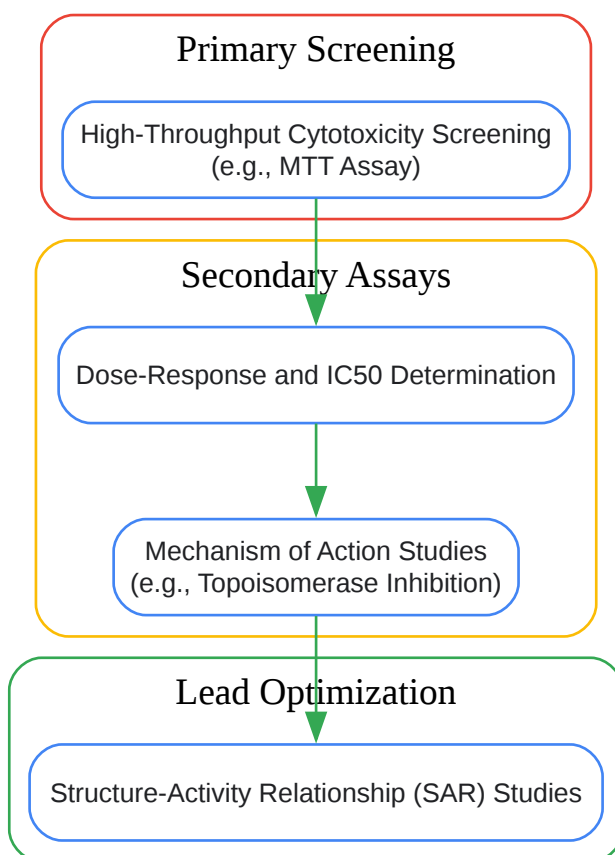 Primary Screening
High-Throughput Cytotoxicity Screening
(e.g., MTT Assay)
Secondary Assays
Dose-Response and IC50 Determination
Mechanism of Action Studies
(e.g., Topoisomerase Inhibition)
Lead Optimization
Structure-Activity Relationship (SAR) Studies